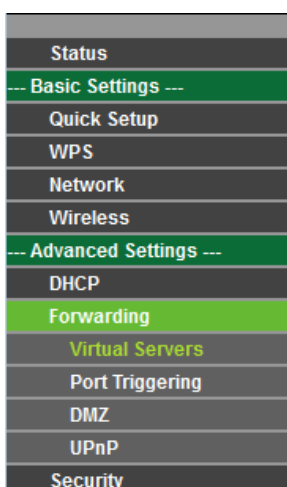 Status
--- Basic Settings ---
Quick Setup
WPS
Network
Wireless
--- Advanced Settings ---
DHCP
Forwarding
Virtual Servers
Port Triggering
DMZ
UPnP
Security